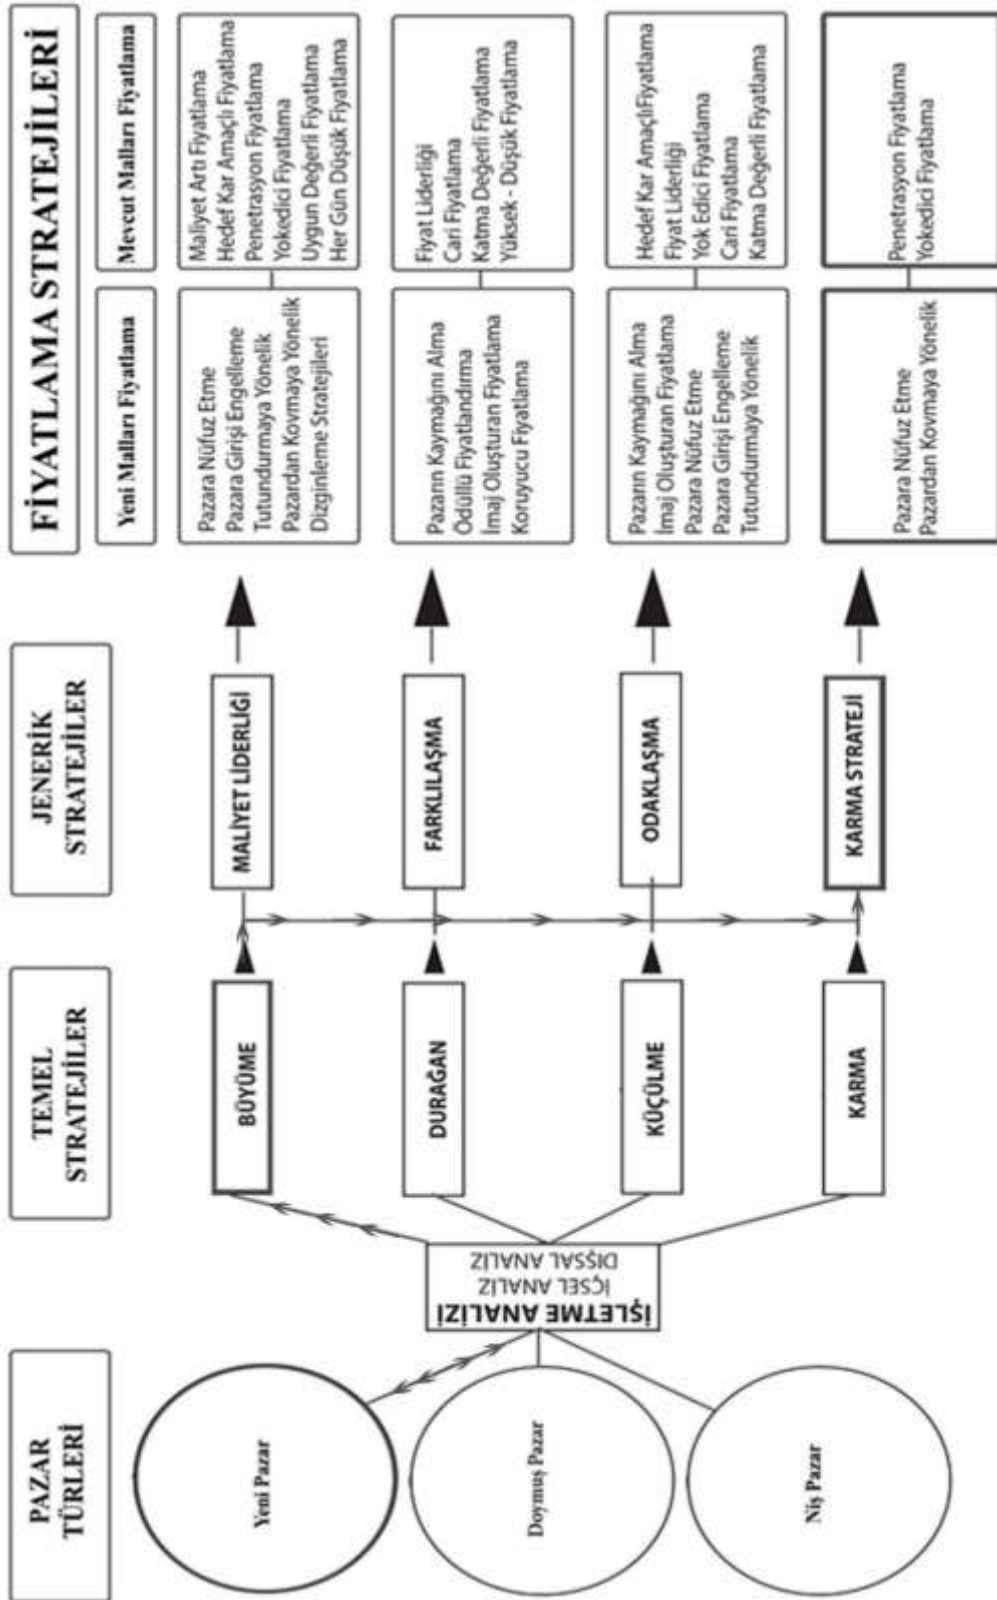 PAZAR
TÜRLERİ
TEMEL
STRATEJİLER
JENERİK
STRATEJİLER
FİYATLAMA STRATEJİLERİ
Yeni Malları Fiyatlama
Mevcut Malları Fiyatlama
Yeni Pazar
Doymuş Pazar
Niş Pazar
İŞLETME ANALİZİ
İÇSEL ANALİZ
DIŞSAL ANALİZ
BÜYÜME
DURAĞAN
KÜÇÜLME
KARMA
MALİYET LİDERLİĞİ
FARKLILAŞMA
ODAKLAŞMA
KARMA STRATEJİ
Pazara Nüfuz Etme
Pazara Girişi Engelleme
Tutundurmaya Yönelik
Pazardan Kovmaya Yönelik
Dizginleme Stratejileri
Maliyet Artı Fiyatlama
Hedef Kar Amaçlı Fiyatlama
Penetrasyon Fiyatlama
Yokedici Fiyatlama
Uygun Değerli Fiyatlama
Her Gün Düşük Fiyatlama
Pazarın Kaymağını Alma
Ödüllü Fiyatlandırma
İmaj Oluşturan Fiyatlama
Koruyucu Fiyatlama
Fiyat Liderliği
Cari Fiyatlama
Katma Değerli Fiyatlama
Yüksek - Düşük Fiyatlama
Pazarın Kaymağını Alma
İmaj Oluşturan Fiyatlama
Pazara Nüfuz Etme
Pazara Girişi Engelleme
Tutundurmaya Yönelik
Hedef Kar AmaçlıFiyatlama
Fiyat Liderliği
Yok Edici Fiyatlama
Cari Fiyatlama
Katma Değerli Fiyatlama
Pazara Nüfuz Etme
Pazardan Kovmaya Yönelik
Penetrasyon Fiyatlama
Yokedici Fiyatlama